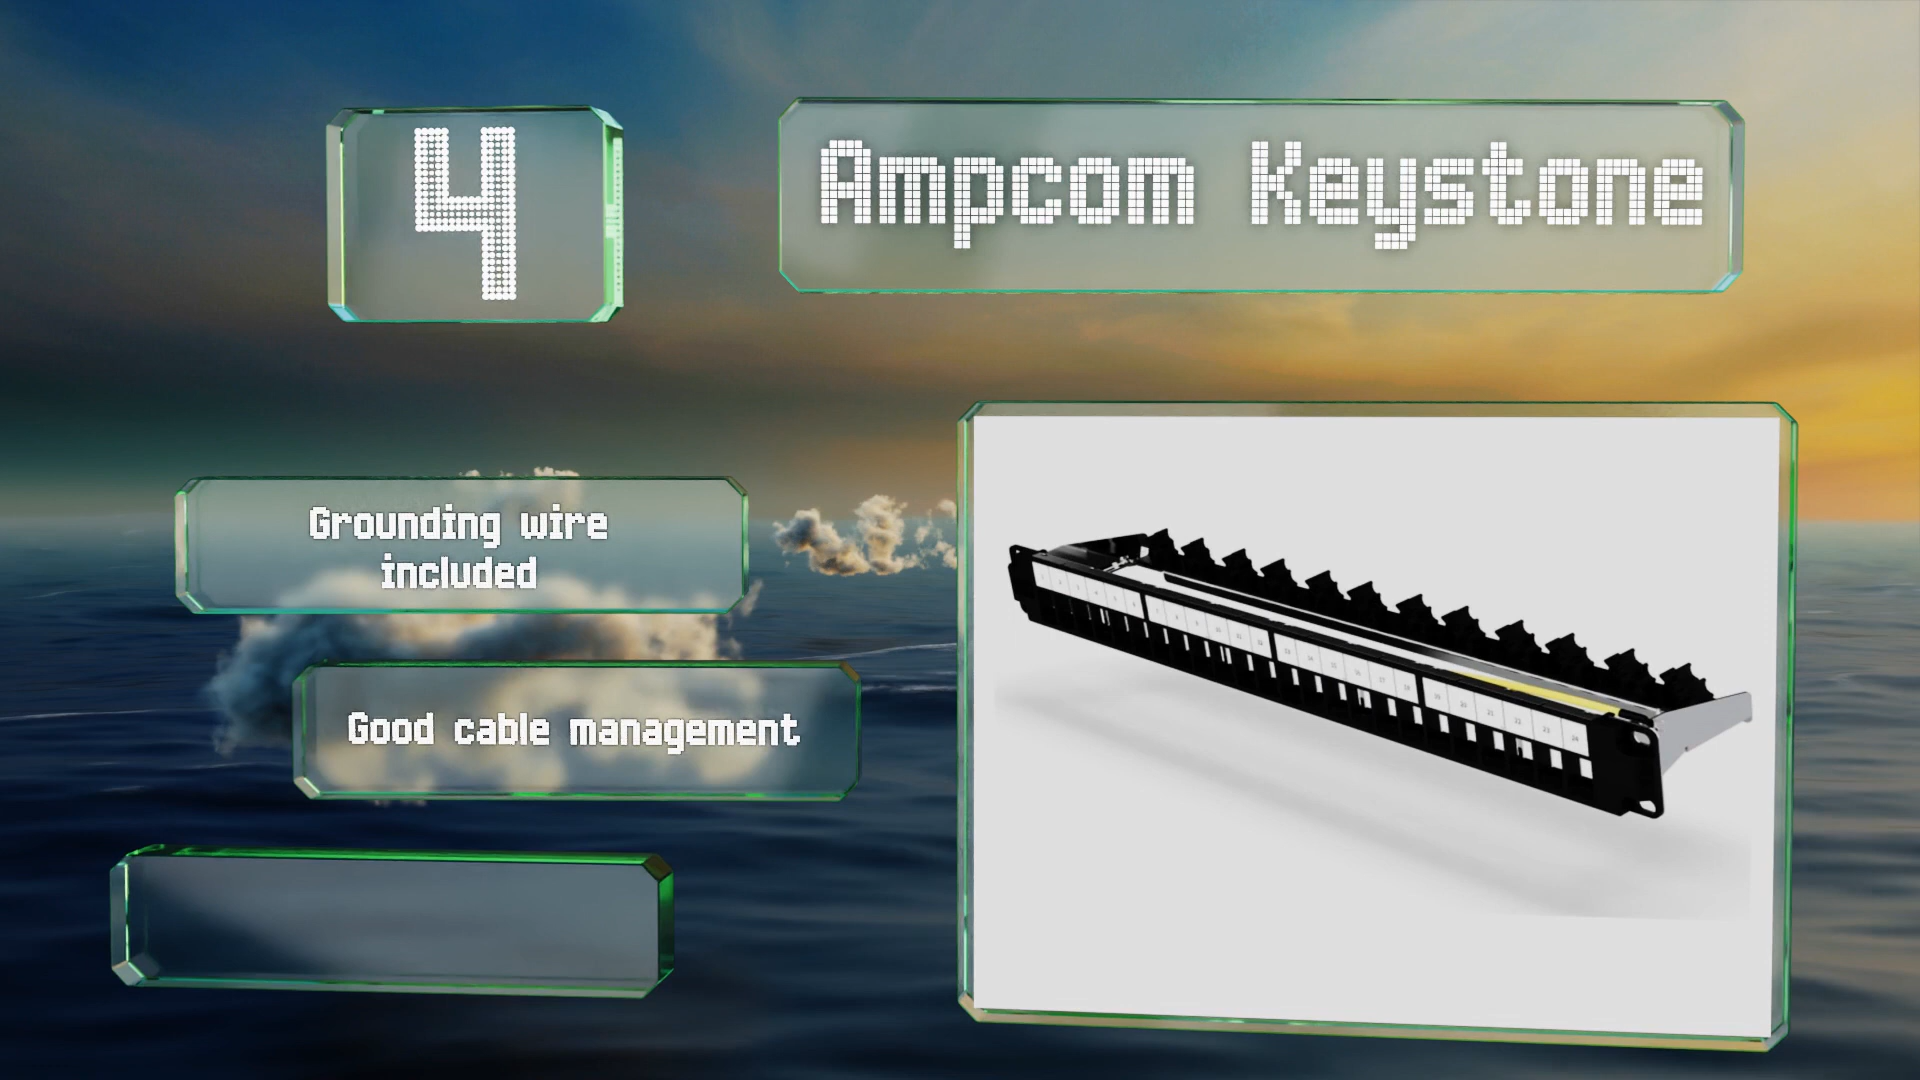 4
Ampcom Keystone
Grounding wire
included
Good cable management